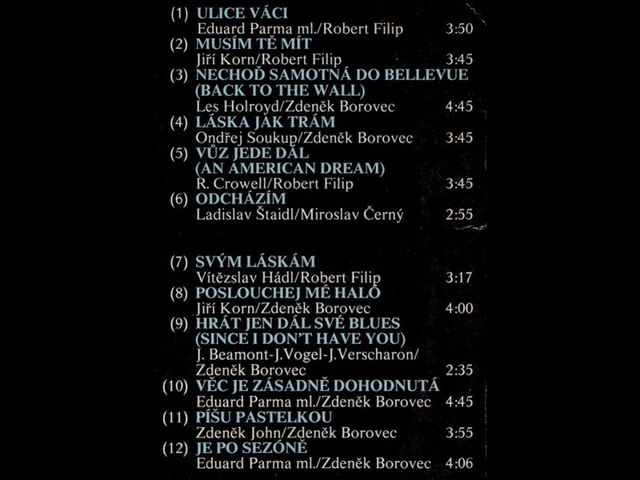 (1) ULICE VÁCI
Eduard Parma ml./Robert Filip 3:50
(2) MUSÍM TĚ MÍT
Jiří Korn/Robert Filip 3:45
(3) NECHOĎ SAMOTNÁ DO BELLEVUE
(BACK TO THE WALL)
Les Holroyd/Zdeněk Borovec 4:45
(4) LÁSKA JAK TRÁM
Ondřej Soukup/Zdeněk Borovec 3:45
(5) VŮZ JEDE DÁL
(AN AMERICAN DREAM)
R. Crowell/Robert Filip 3:45
(6) ODCHÁZÍM
Ladislav Štaidl/Miroslav Černý 2:55
(7) SVÝM LÁSKÁM
Vítězslav Hádl/Robert Filip 3:17
(8) POSLOUCHEJ MÉ HALÓ
Jiří Korn/Zdeněk Borovec 4:00
(9) HRÁT JEN DÁL SVÉ BLUES
(SINCE I DON'T HAVE YOU)
J. Beamont-J.Vogel-J.Verscharon/
Zdeněk Borovec 2:35
(10) VĚC JE ZÁSADNĚ DOHODNUTÁ
Eduard Parma ml./Zdeněk Borovec 4:45
(11) PÍŠU PASTELKOU
Zdeněk John/Zdeněk Borovec 3:55
(12) JE PO SEZÓNĚ
Eduard Parma ml./Zdeněk Borovec 4:06